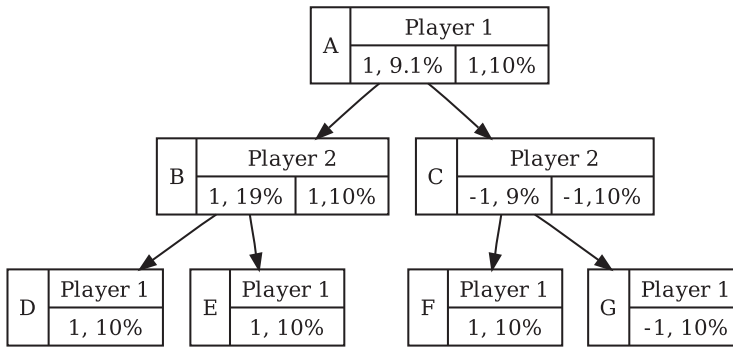 A
Player 1
1, 9.1%
1,10%
B
Player 2
1, 19%
1,10%
C
Player 2
-1, 9%
-1,10%
D
Player 1
1, 10%
E
Player 1
1, 10%
F
Player 1
1, 10%
G
Player 1
-1, 10%